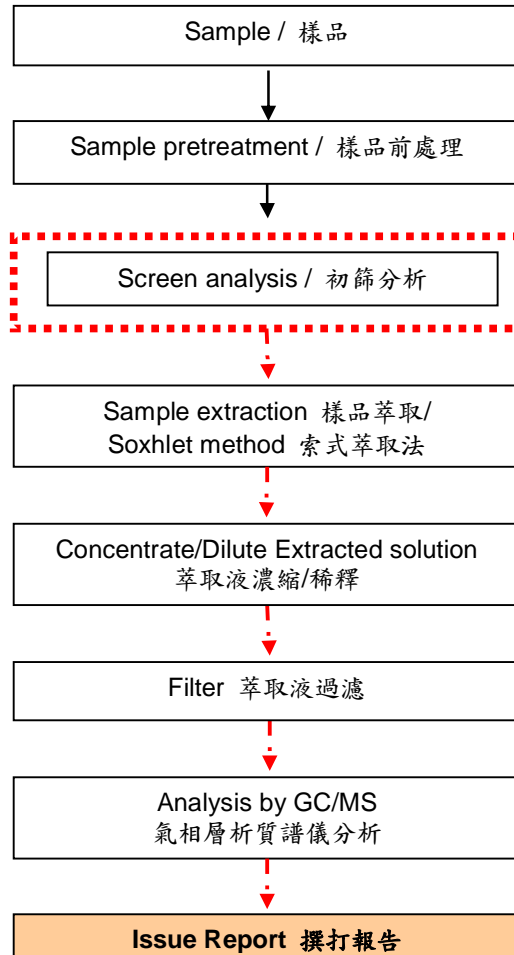 Sample / 樣品
Sample pretreatment / 樣品前處理
Screen analysis / 初篩分析
Sample extraction 樣品萃取/
Soxhlet method 索式萃取法
Concentrate/Dilute Extracted solution
萃取液濃縮/稀釋
Filter 萃取液過濾
Analysis by GC/MS
氣相層析質譜儀分析
Issue Report 撰打報告